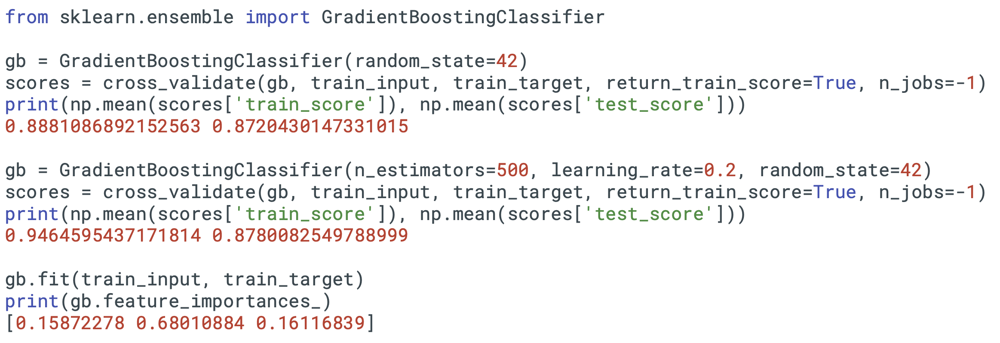 from sklearn.ensemble import GradientBoostingClassifier
gb = GradientBoostingClassifier(random_state=42)
scores = cross_validate(gb, train_input, train_target, return_train_score=True, n_jobs=-1)
print(np.mean(scores['train_score']), np.mean(scores['test_score']))
0.8881086892152563 0.8720430147331015
gb = GradientBoostingClassifier(n_estimators=500, learning_rate=0.2, random_state=42)
scores = cross_validate(gb, train_input, train_target, return_train_score=True, n_jobs=-1)
print(np.mean(scores['train_score']), np.mean(scores['test_score']))
0.9464595437171814 0.8780082549788999
gb.fit(train_input, train_target)
print(gb.feature_importances_)
[0.15872278 0.68010884 0.16116839]